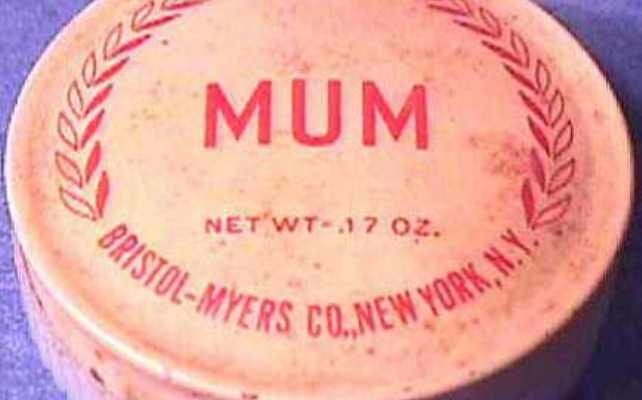 MUM
NET WT- .17 OZ.
BRISTOL-MYERS CO., NEW YORK, N.Y.